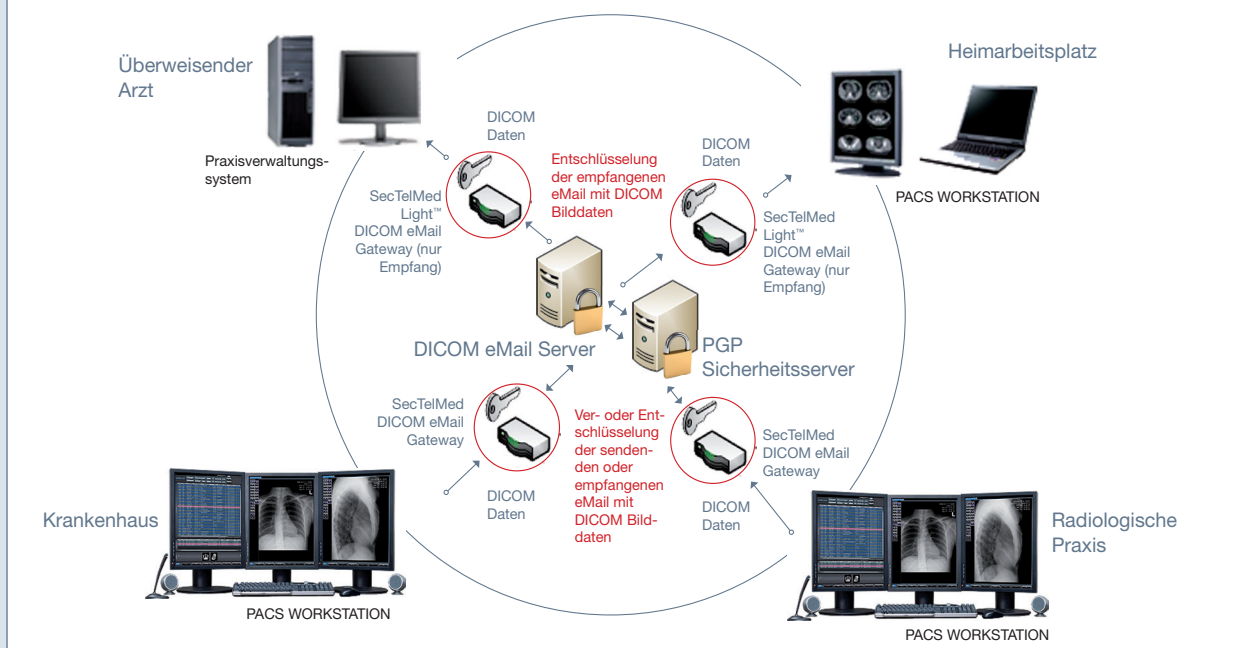 Überweisender
Arzt
Praxisverwaltungs-
system
DICOM
Daten
SecTelMed
Light™
DICOM eMail
Gateway (nur
Empfang)
Entschlüsselung
der empfangenen
eMail mit DICOM
Bilddaten
DICOM
Daten
SecTelMed
Light™
DICOM eMail
Gateway (nur
Empfang)
Heimarbeitsplatz
PACS WORKSTATION
DICOM eMail Server
PGP
Sicherheitsserver
SecTelMed
DICOM eMail
Gateway
DICOM
Daten
Ver- oder Ent-
schlüsselung
der senden-
den oder
empfangenen
eMail mit
DICOM Bild-
daten
SecTelMed
DICOM eMail
Gateway
DICOM
Daten
Krankenhaus
PACS WORKSTATION
Radiologische
Praxis
PACS WORKSTATION